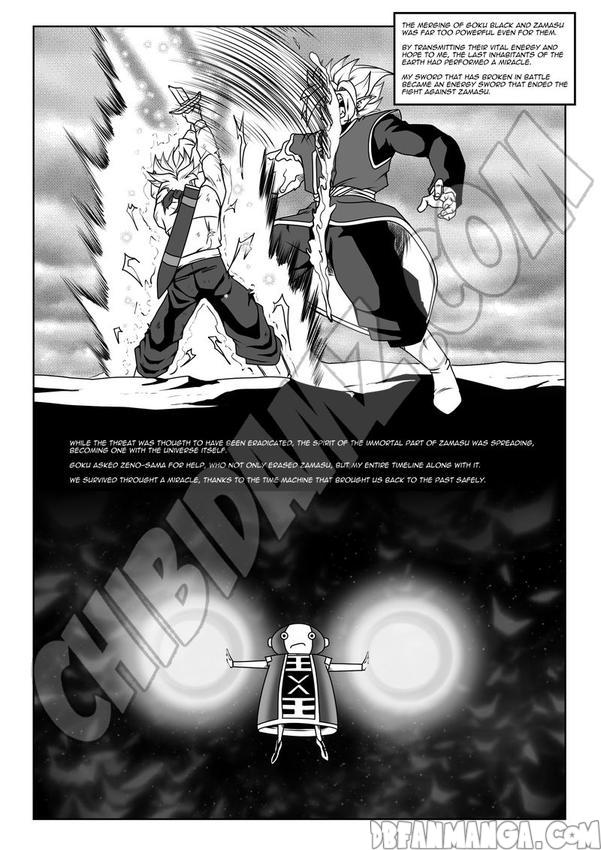 THE MERGING OF GOKU BLACK AND ZAMASU
WAS FAR TOO POWERFUL EVEN FOR THEM.
BY TRANSMITTING THEIR VITAL ENERGY AND
HOPE TO ME, THE LAST INHABITANTS OF THE
EARTH HAD PERFORMED A MIRACLE.
MY SWORD THAT HAS BROKEN IN BATTLE
BECAME AN ENERGY SWORD THAT ENDED THE
FIGHT AGAINST ZAMASU.
WHILE THE THREAT WAS THOUGTH TO HAVE BEEN ERADICATED, THE SPIRIT OF THE IMMORTAL PART OF ZAMASU WAS SPREADING,
BECOMING ONE WITH THE UNIVERSE ITSELF.
GOKU ASKED ZENO-SAMA FOR HELP, WHO NOT ONLY ERASED ZAMASU, BUT MY ENTIRE TIMELINE ALONG WITH IT.
WE SURVIVED THROUGHT A MIRACLE, THANKS TO THE TIME MACHINE THAT BROUGHT US BACK TO THE PAST SAFELY.
CHIBIDAMZ.COM
DBFANMANGA.COM